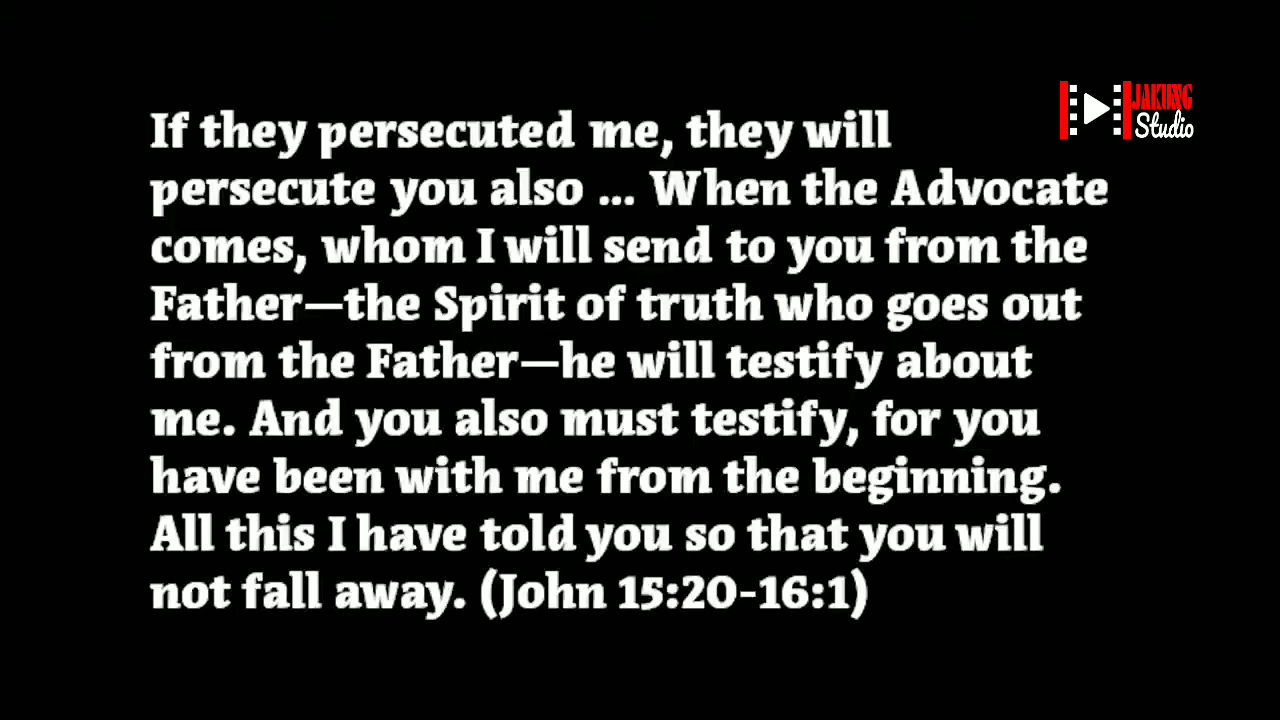 If they persecuted me, they will
persecute you also ... When the Advocate
comes, whom I will send to you from the
Father—the Spirit of truth who goes out
from the Father—he will testify about
me. And you also must testify, for you
have been with me from the beginning.
All this I have told you so that you will
not fall away. (John 15:20-16:1)
Studio